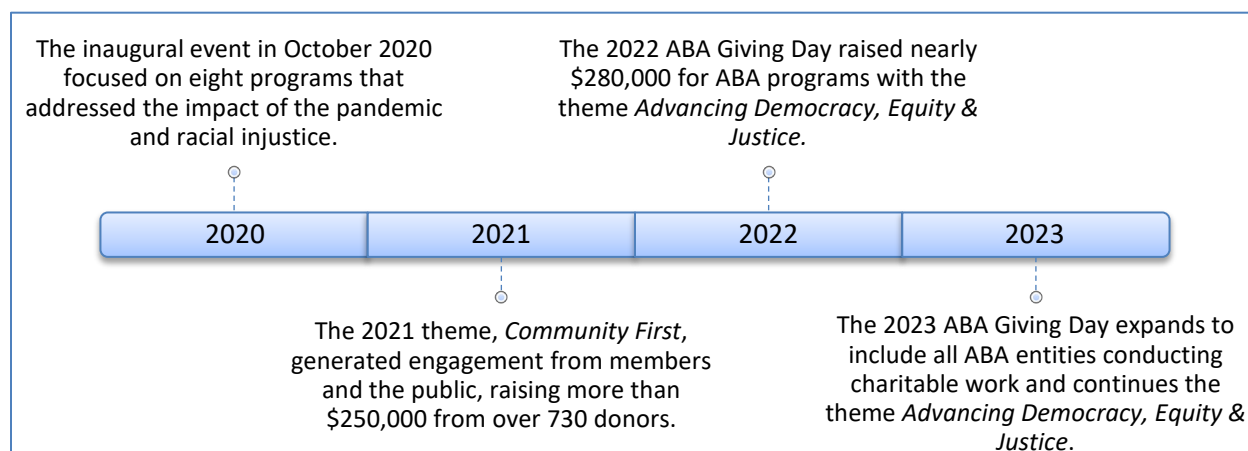 The inaugural event in October 2020
focused on eight programs that
addressed the impact of the pandemic
and racial injustice.
The 2022 ABA Giving Day raised nearly
$280,000 for ABA programs with the
theme Advancing Democracy, Equity &
Justice.
2020
2021
2022
2023
The 2021 theme, Community First,
generated engagement from members
and the public, raising more than
$250,000 from over 730 donors.
The 2023 ABA Giving Day expands to
include all ABA entities conducting
charitable work and continues the
theme Advancing Democracy, Equity &
Justice.